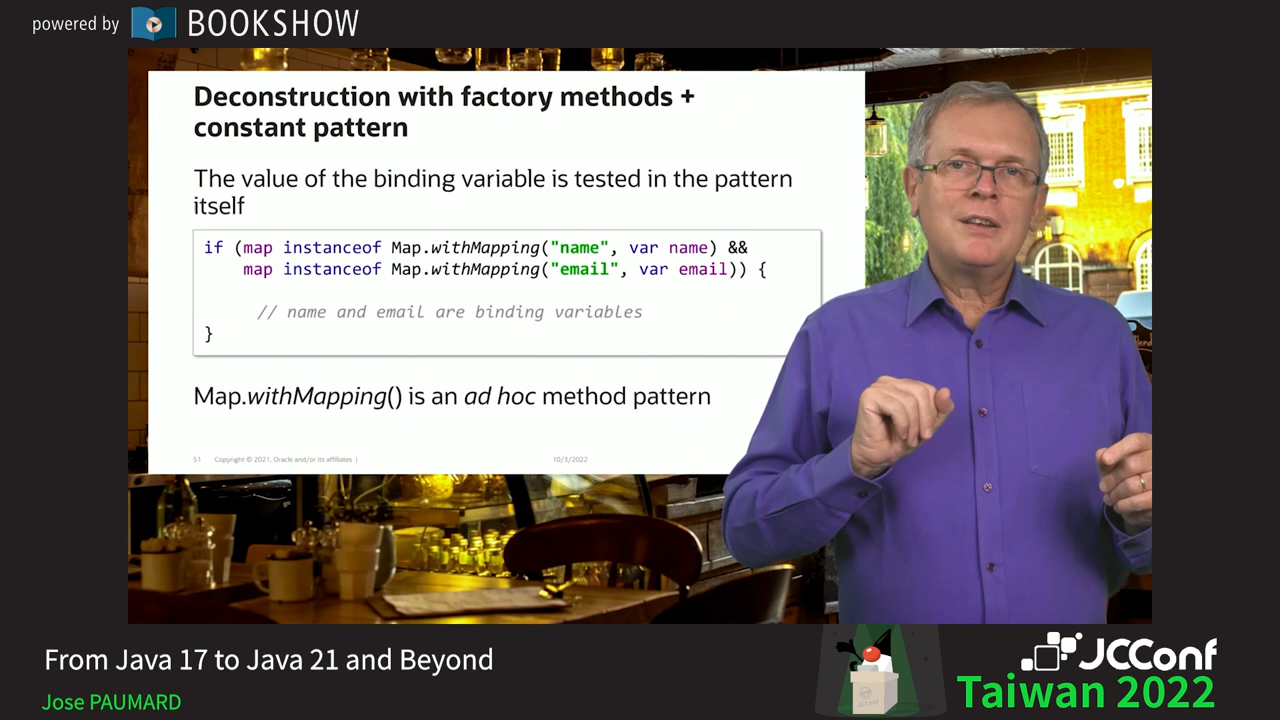 powered by BOOKSHOW
Deconstruction with factory methods +
constant pattern
The value of the binding variable is tested in the pattern
itself
if (map instanceof Map.withMapping("name", var name) &&
map instanceof Map.withMapping("email", var email)) {
// name and email are binding variables
}
Map.withMapping() is an ad hoc method pattern
51 Copyright © 2021, Oracle and/or its affiliates |
10/3/2022
From Java 17 to Java 21 and Beyond
Jose PAUMARD
JCConf
Taiwan 2022